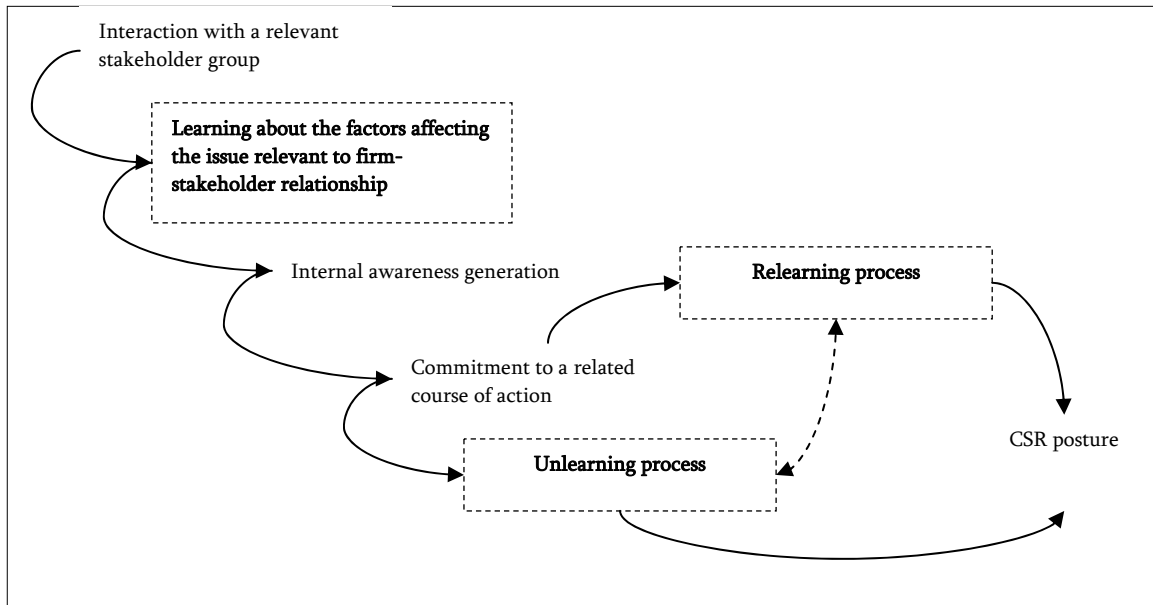 Interaction with a relevant
stakeholder group
Learning about the factors affecting
the issue relevant to firm-
stakeholder relationship
Internal awareness generation
Relearning process
Commitment to a related
course of action
CSR posture
Unlearning process